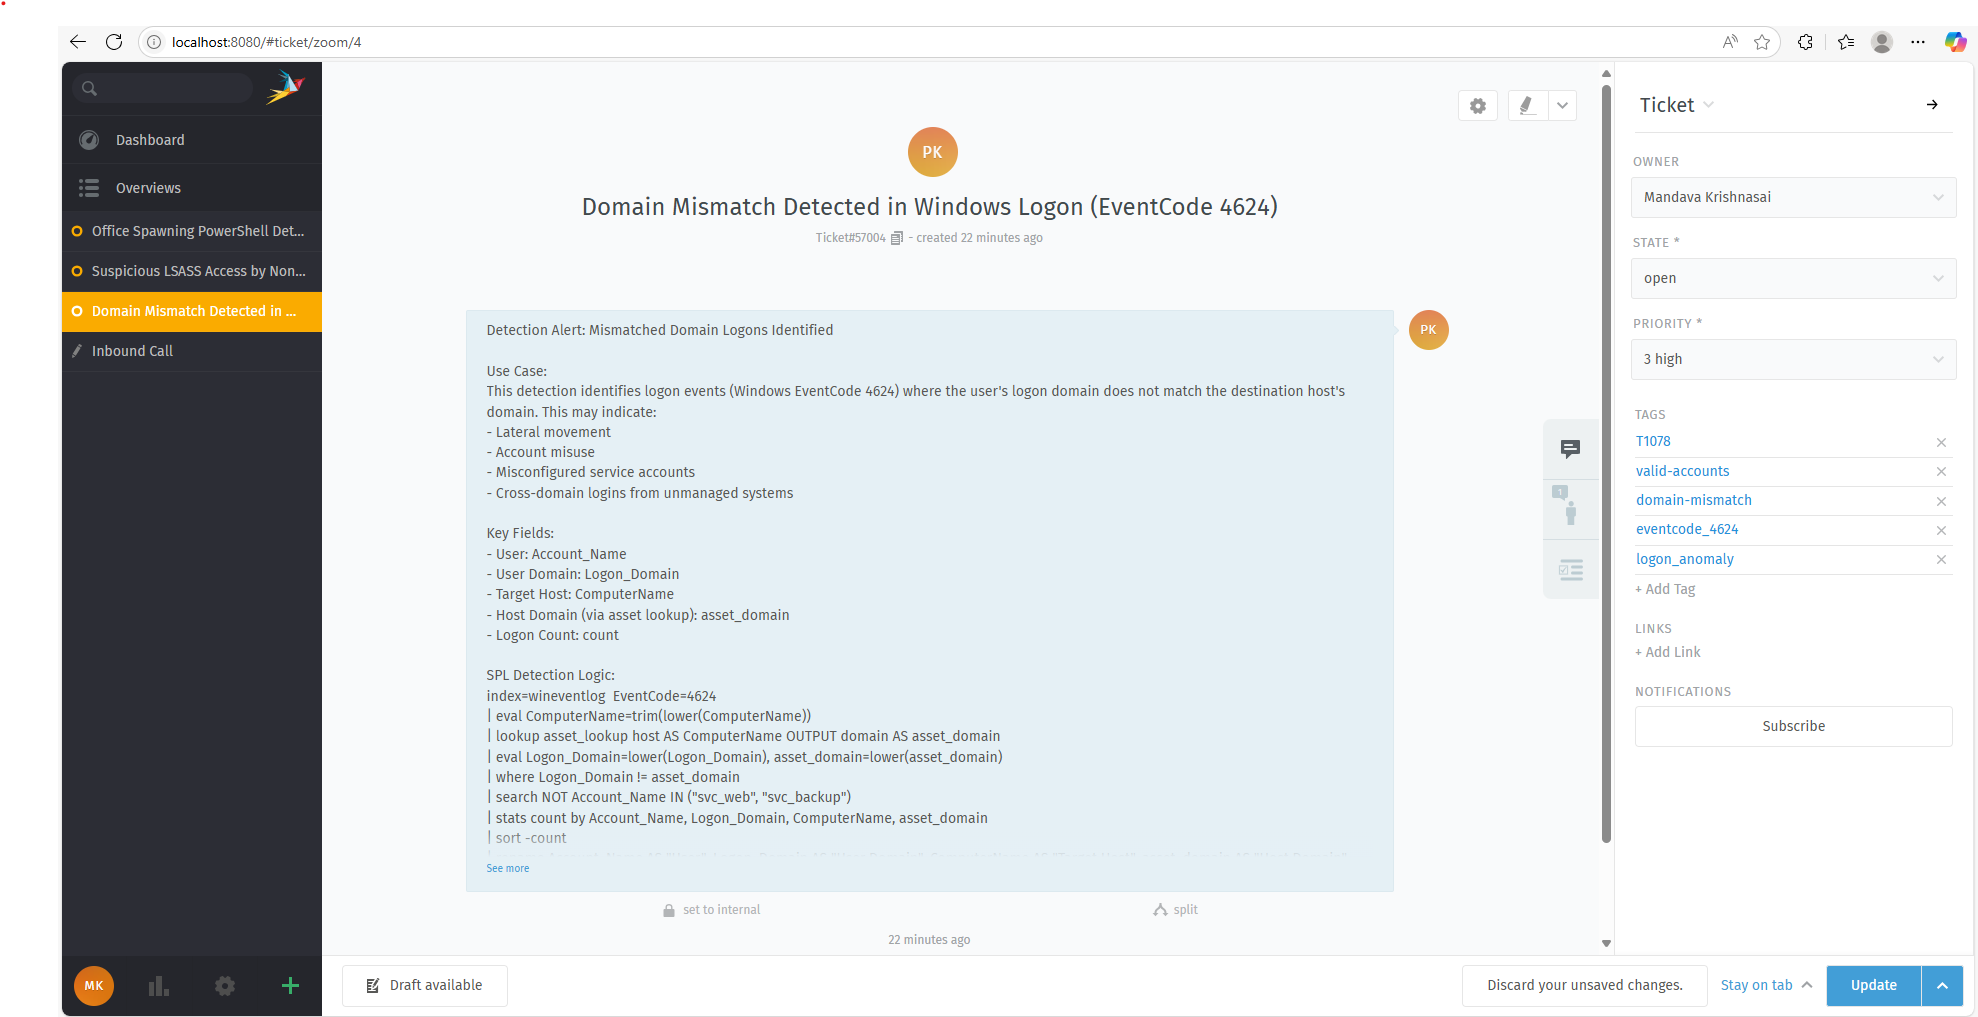 localhost:8080/#ticket/zoom/4
Dashboard
Overviews
Office Spawning PowerShell Det...
Suspicious LSASS Access by Non...
Domain Mismatch Detected in ...
Inbound Call
MK
PK
Domain Mismatch Detected in Windows Logon (EventCode 4624)
Ticket#57004 - created 22 minutes ago
PK
Detection Alert: Mismatched Domain Logons Identified
Use Case:
This detection identifies logon events (Windows EventCode 4624) where the user's logon domain does not match the destination host's
domain. This may indicate:
- Lateral movement
- Account misuse
- Misconfigured service accounts
- Cross-domain logins from unmanaged systems
Key Fields:
- User: Account_Name
- User Domain: Logon_Domain
- Target Host: ComputerName
- Host Domain (via asset lookup): asset_domain
- Logon Count: count
SPL Detection Logic:
index=wineventlog  EventCode=4624
| eval ComputerName=trim(lower(ComputerName))
| lookup asset_lookup host AS ComputerName OUTPUT domain AS asset_domain
| eval Logon_Domain=lower(Logon_Domain), asset_domain=lower(asset_domain)
| where Logon_Domain != asset_domain
| search NOT Account_Name IN ("svc_web", "svc_backup")
| stats count by Account_Name, Logon_Domain, ComputerName, asset_domain
| sort -count
See more
set to internal
split
22 minutes ago
1
Draft available
Discard your unsaved changes.
Stay on tab
Update
Ticket
OWNER
Mandava Krishnasai
STATE *
open
PRIORITY *
3 high
TAGS
T1078
valid-accounts
domain-mismatch
eventcode_4624
logon_anomaly
+ Add Tag
LINKS
+ Add Link
NOTIFICATIONS
Subscribe